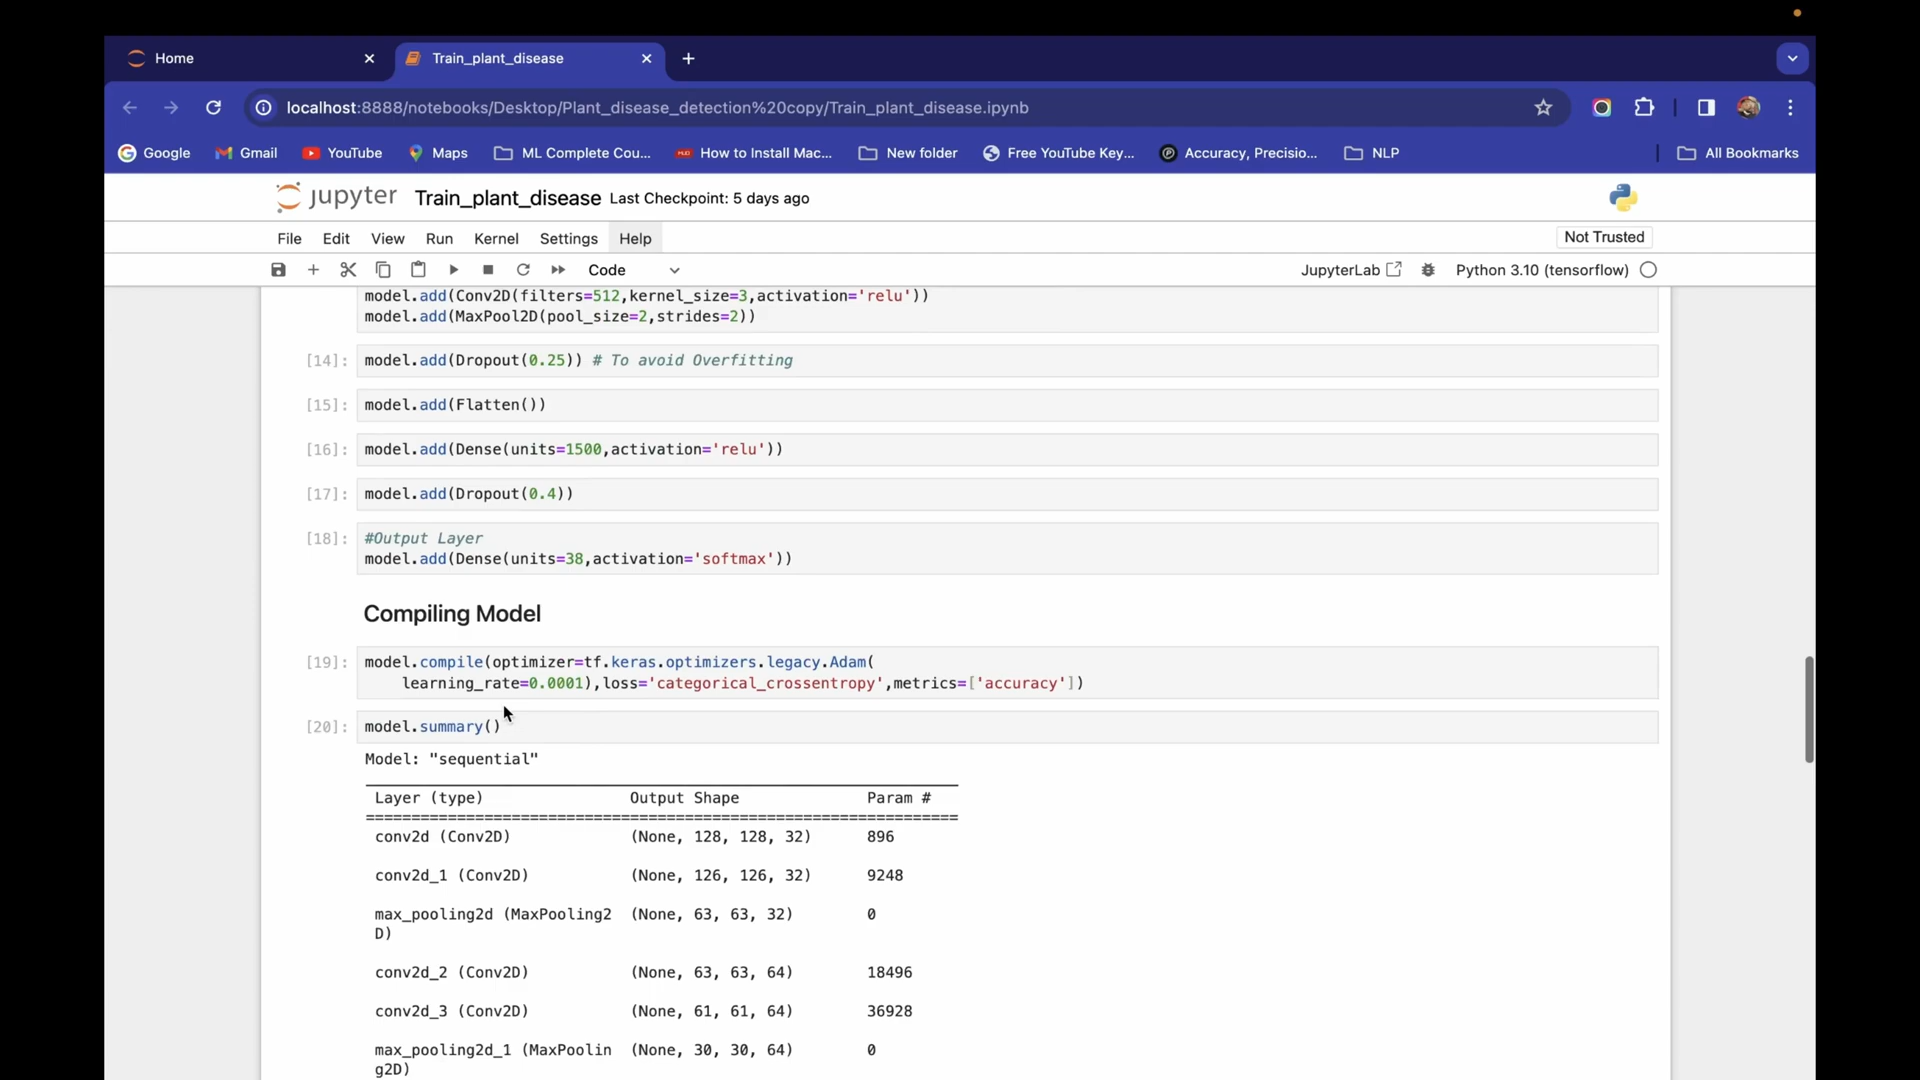 Home
Train_plant_disease
localhost:8888/notebooks/Desktop/Plant_disease_detection%20copy/Train_plant_disease.ipynb
Google Gmail YouTube Maps ML Complete Cou... How to Install Mac... New folder Free YouTube Key... Accuracy, Precisio... NLP All Bookmarks
jupyter Train_plant_disease Last Checkpoint: 5 days ago
File Edit View Run Kernel Settings Help Not Trusted
Code JupyterLab Python 3.10 (tensorflow)
model.add(Conv2D(filters=512,kernel_size=3,activation='relu'))
model.add(MaxPool2D(pool_size=2,strides=2))
[14]: model.add(Dropout(0.25)) # To avoid Overfitting
[15]: model.add(Flatten())
[16]: model.add(Dense(units=1500,activation='relu'))
[17]: model.add(Dropout(0.4))
[18]: #Output Layer
model.add(Dense(units=38,activation='softmax'))
Compiling Model
[19]: model.compile(optimizer=tf.keras.optimizers.legacy.Adam(
learning_rate=0.0001),loss='categorical_crossentropy',metrics=['accuracy'])
[20]: model.summary()
Model: "sequential"
Layer (type) Output Shape Param #
=================================================================
conv2d (Conv2D) (None, 128, 128, 32) 896
conv2d_1 (Conv2D) (None, 126, 126, 32) 9248
max_pooling2d (MaxPooling2 (None, 63, 63, 32) 0
D)
conv2d_2 (Conv2D) (None, 63, 63, 64) 18496
conv2d_3 (Conv2D) (None, 61, 61, 64) 36928
max_pooling2d_1 (MaxPoolin (None, 30, 30, 64) 0
g2D)